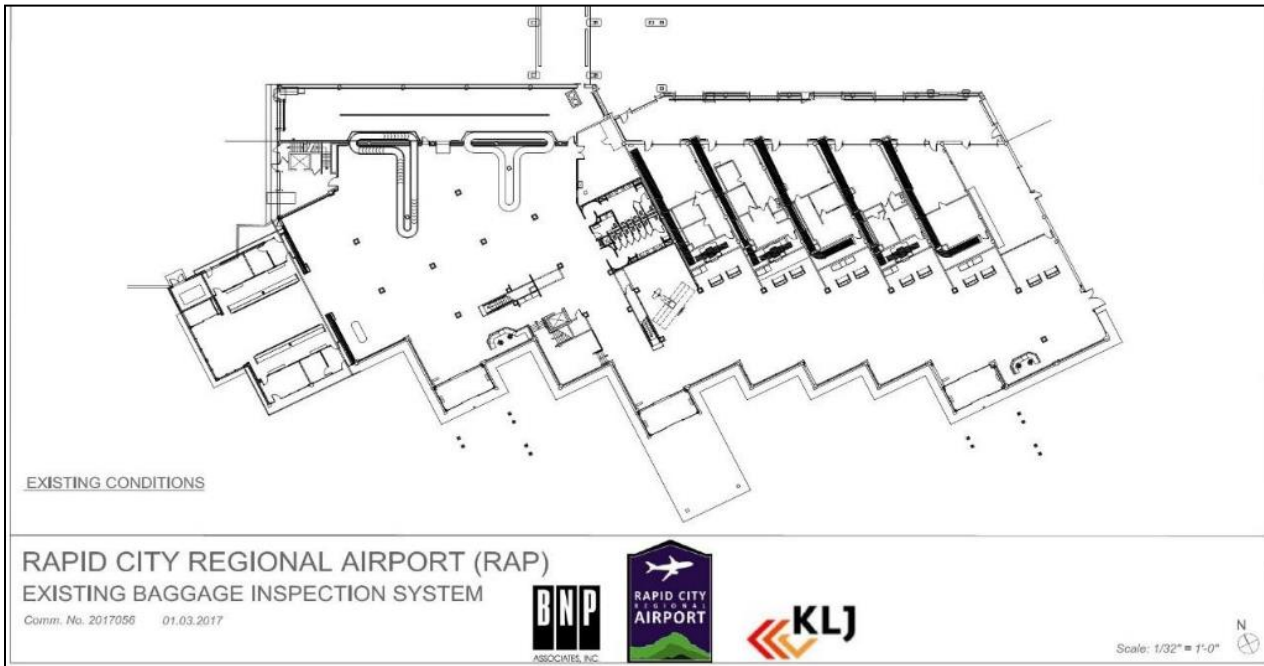 EXISTING CONDITIONS
RAPID CITY REGIONAL AIRPORT (RAP)
EXISTING BAGGAGE INSPECTION SYSTEM
Comm. No. 2017056 01.03.2017
BNP
ASSOCIATES, INC
RAPID CITY
REGIONAL
AIRPORT
KLJ
N
Scale: 1/32" = 1'-0"